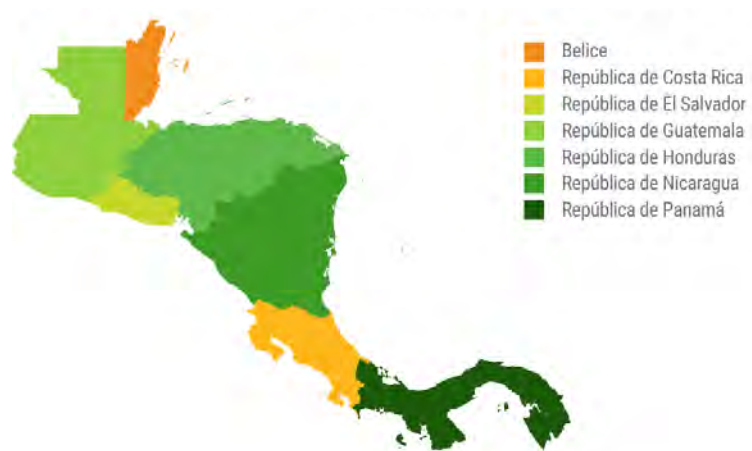 Belice
República de Costa Rica
República de El Salvador
República de Guatemala
República de Honduras
República de Nicaragua
República de Panamá